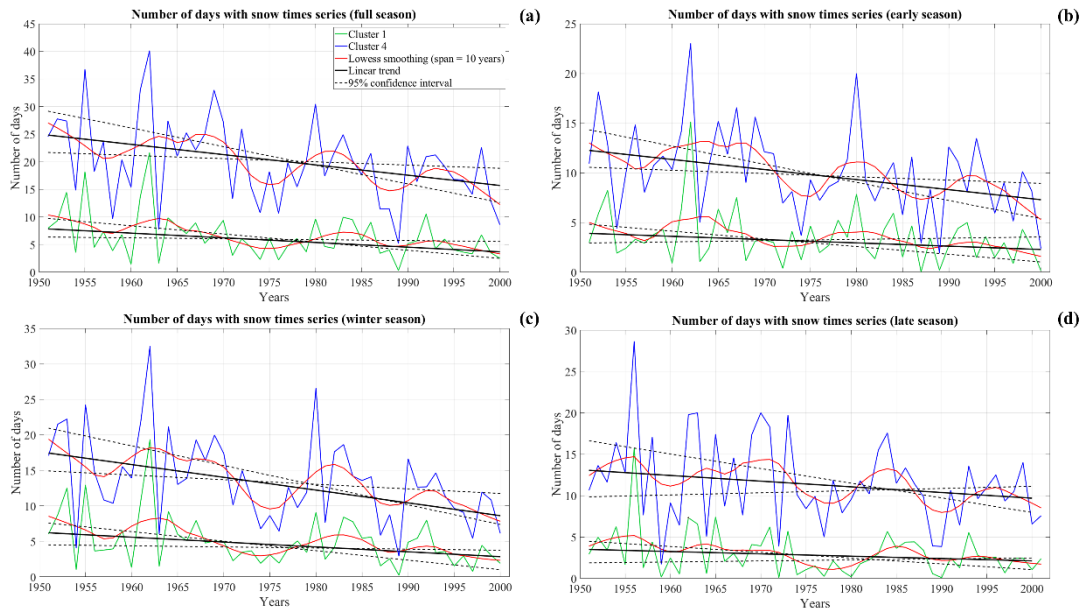 Number of days with snow times series (full season)
(a)
Cluster 1
Cluster 4
Lowess smoothing (span = 10 years)
Linear trend
95% confidence interval
Number of days
45
40
35
30
25
20
15
10
5
0
1950 1955 1960 1965 1970 1975 1980 1985 1990 1995 2000
Years
Number of days with snow times series (early season)
(b)
Number of days
25
20
15
10
5
0
1950 1955 1960 1965 1970 1975 1980 1985 1990 1995 2000
Years
Number of days with snow times series (winter season)
(c)
Number of days
35
30
25
20
15
10
5
0
1950 1955 1960 1965 1970 1975 1980 1985 1990 1995 2000
Years
Number of days with snow times series (late season)
(d)
Number of days
30
25
20
15
10
5
0
1950 1955 1960 1965 1970 1975 1980 1985 1990 1995 2000
Years